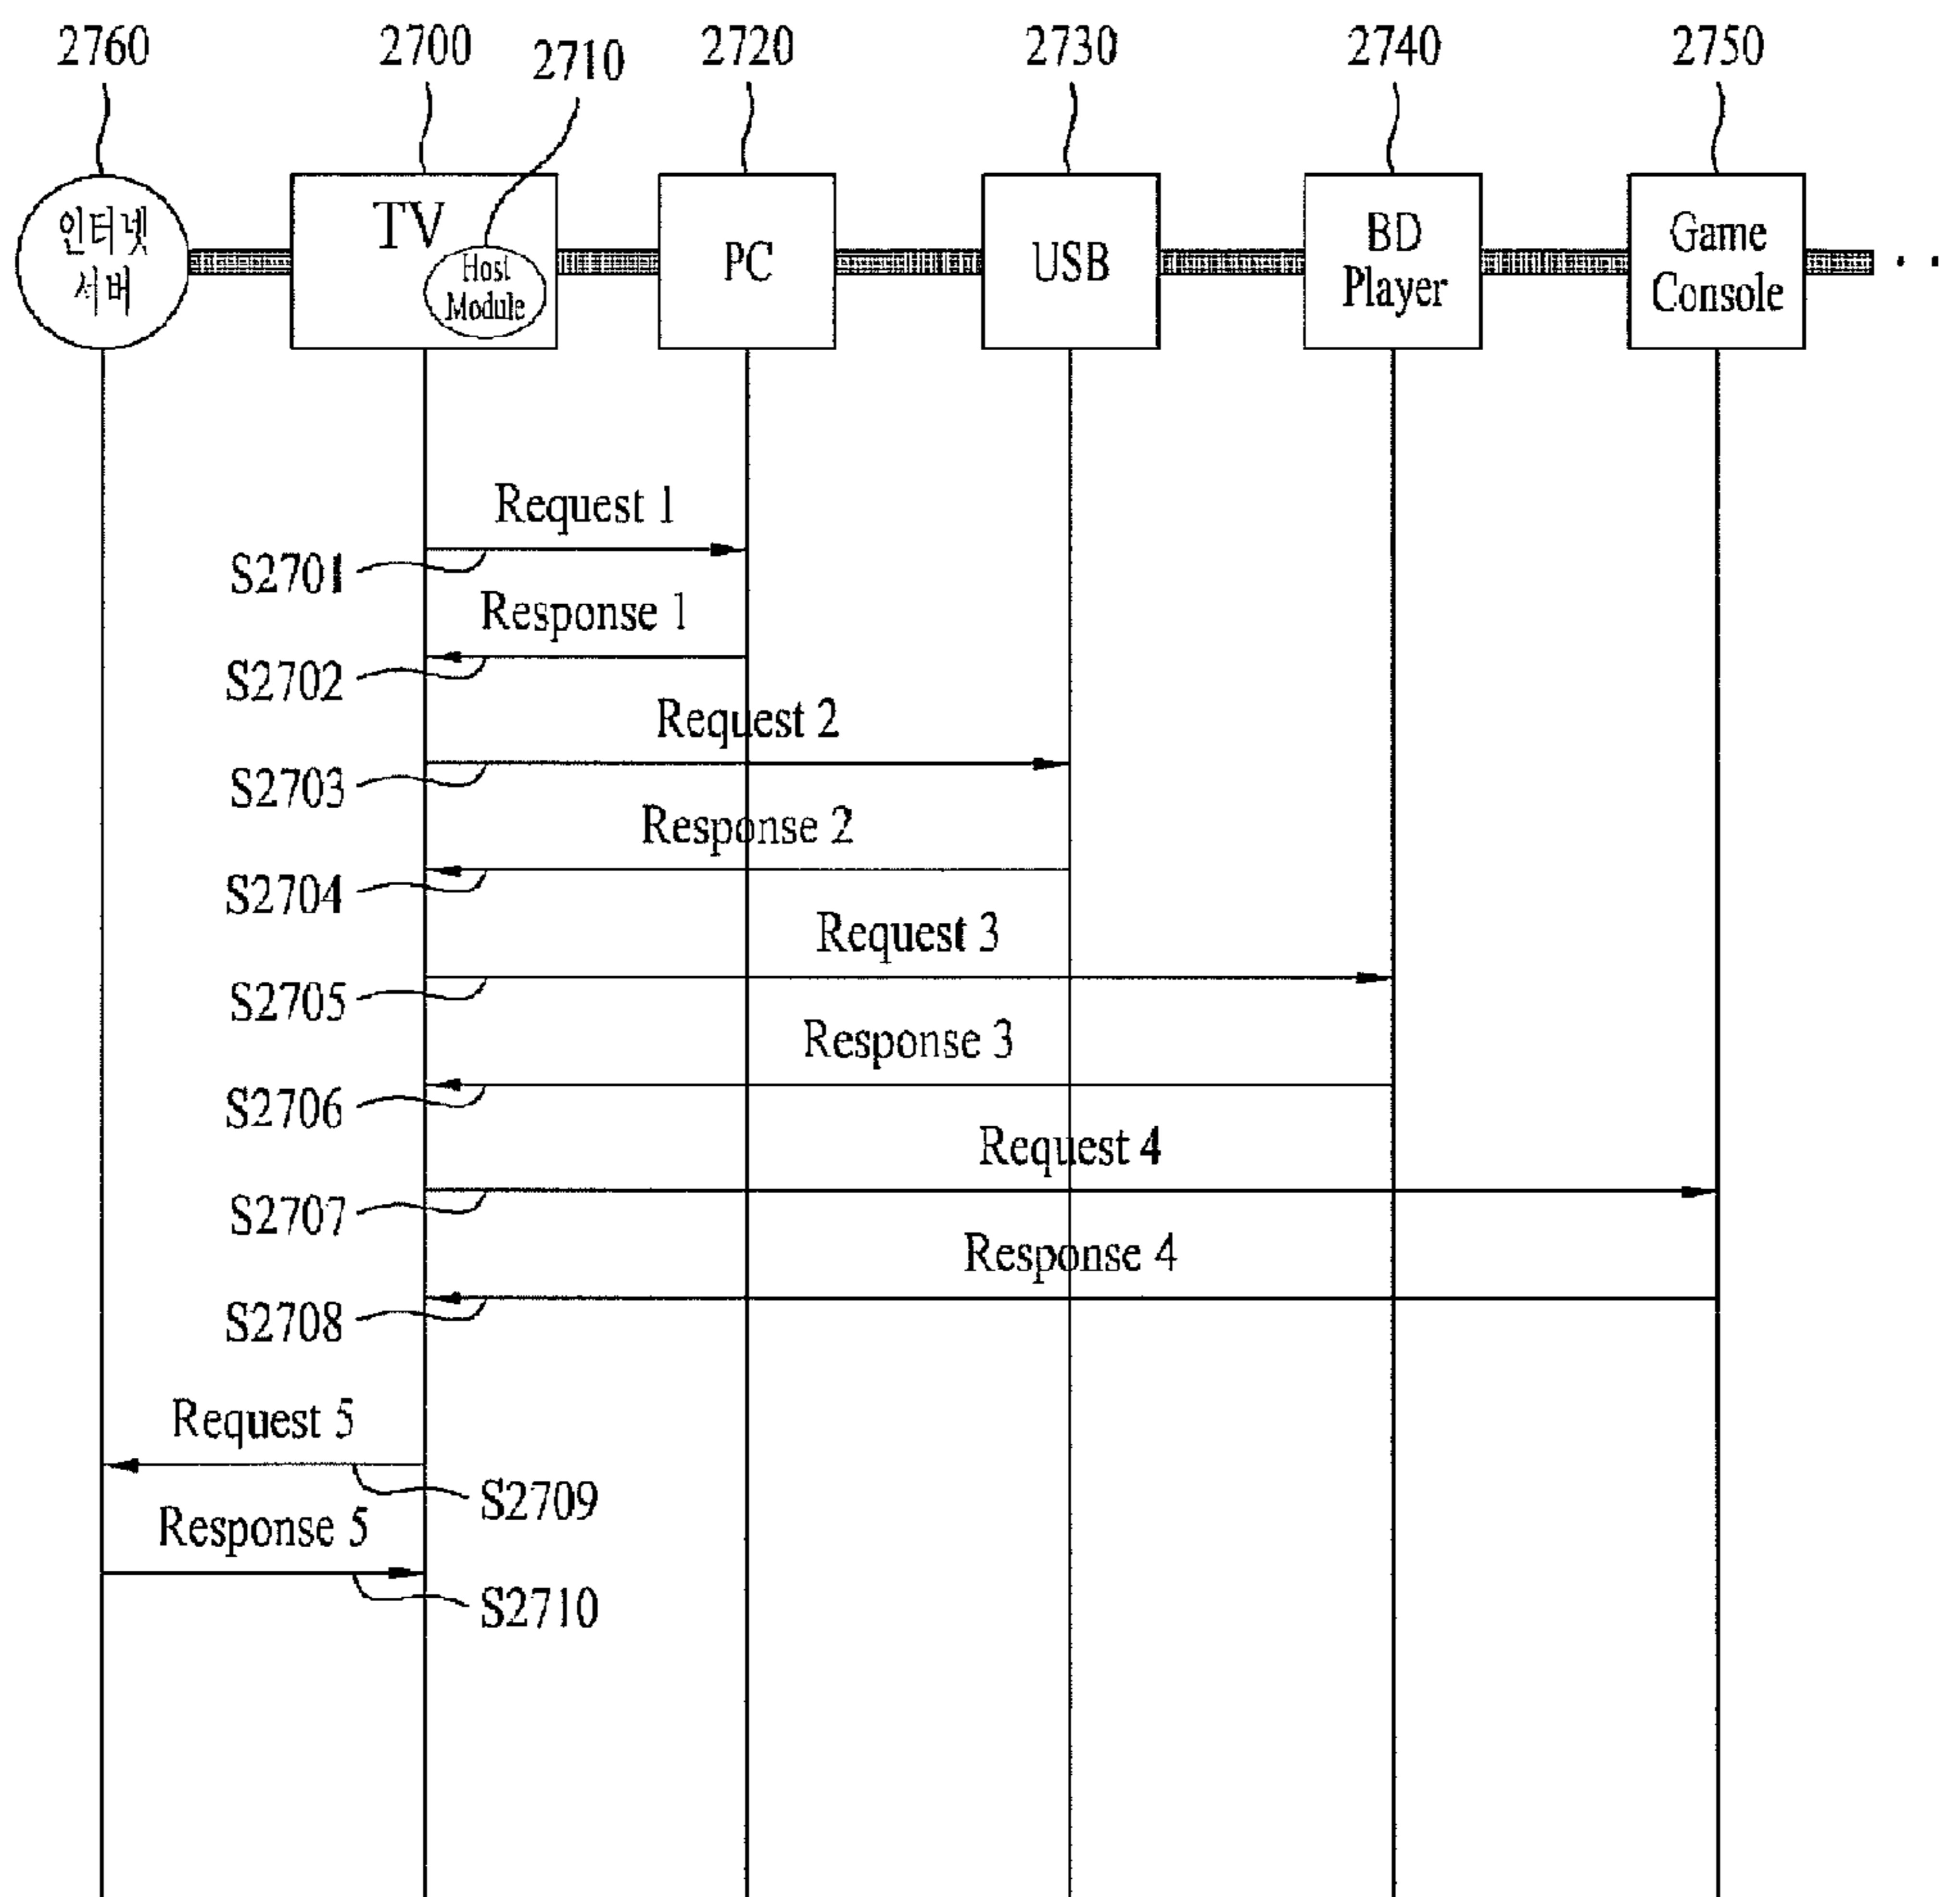 2760
2700
2710
2720
2730
2740
2750
인터넷
서버
TV
Host
Module
PC
USB
BD
Player
Game
Console
Request 1
S2701
Response 1
S2702
Request 2
S2703
Response 2
S2704
Request 3
S2705
Response 3
S2706
Request 4
S2707
Response 4
S2708
Request 5
S2709
Response 5
S2710